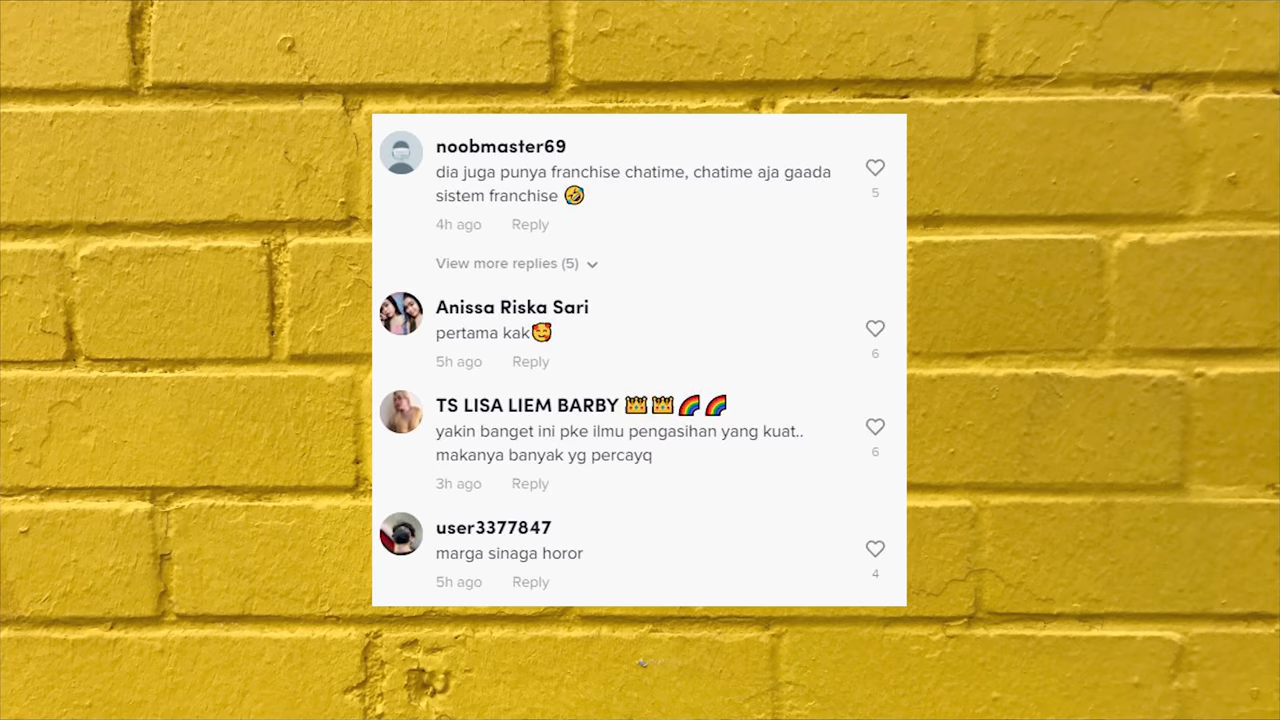 noobmaster69
dia juga punya franchise chatime, chatime aja gaada
sistem franchise 🤣
5
4h ago Reply
View more replies (5)
Anissa Riska Sari
pertama kak🥰
6
5h ago Reply
TS LISA LIEM BARBY 👑👑🌈🌈
yakin banget ini pke ilmu pengasihan yang kuat..
makanya banyak yg percayq
6
3h ago Reply
user3377847
marga sinaga horor
4
5h ago Reply